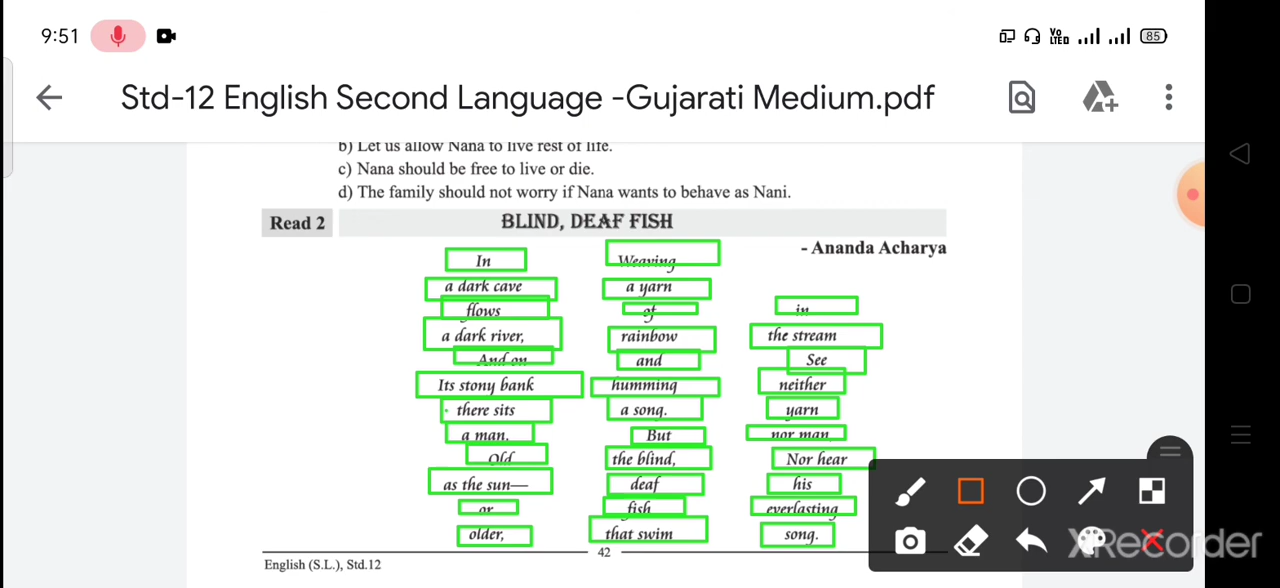 9:51
Vo
LTED
85
Std-12 English Second Language -Gujarati Medium.pdf
b) Let us allow Nana to live rest of life.
c) Nana should be free to live or die.
d) The family should not worry if Nana wants to behave as Nani.
Read 2
BLIND, DEAF FISH
- Ananda Acharya
In
a dark cave
flows
a dark river,
And on
Its stony bank
there sits
a man.
Old
as the sun—
or
older,
Weaving
a yarn
of
rainbow
and
humming
a song.
But
the blind,
deaf
fish
that swim
in
the stream
See
neither
yarn
nor man
Nor hear
his
everlasting
song.
42
English (S.L.), Std.12
XRecorder